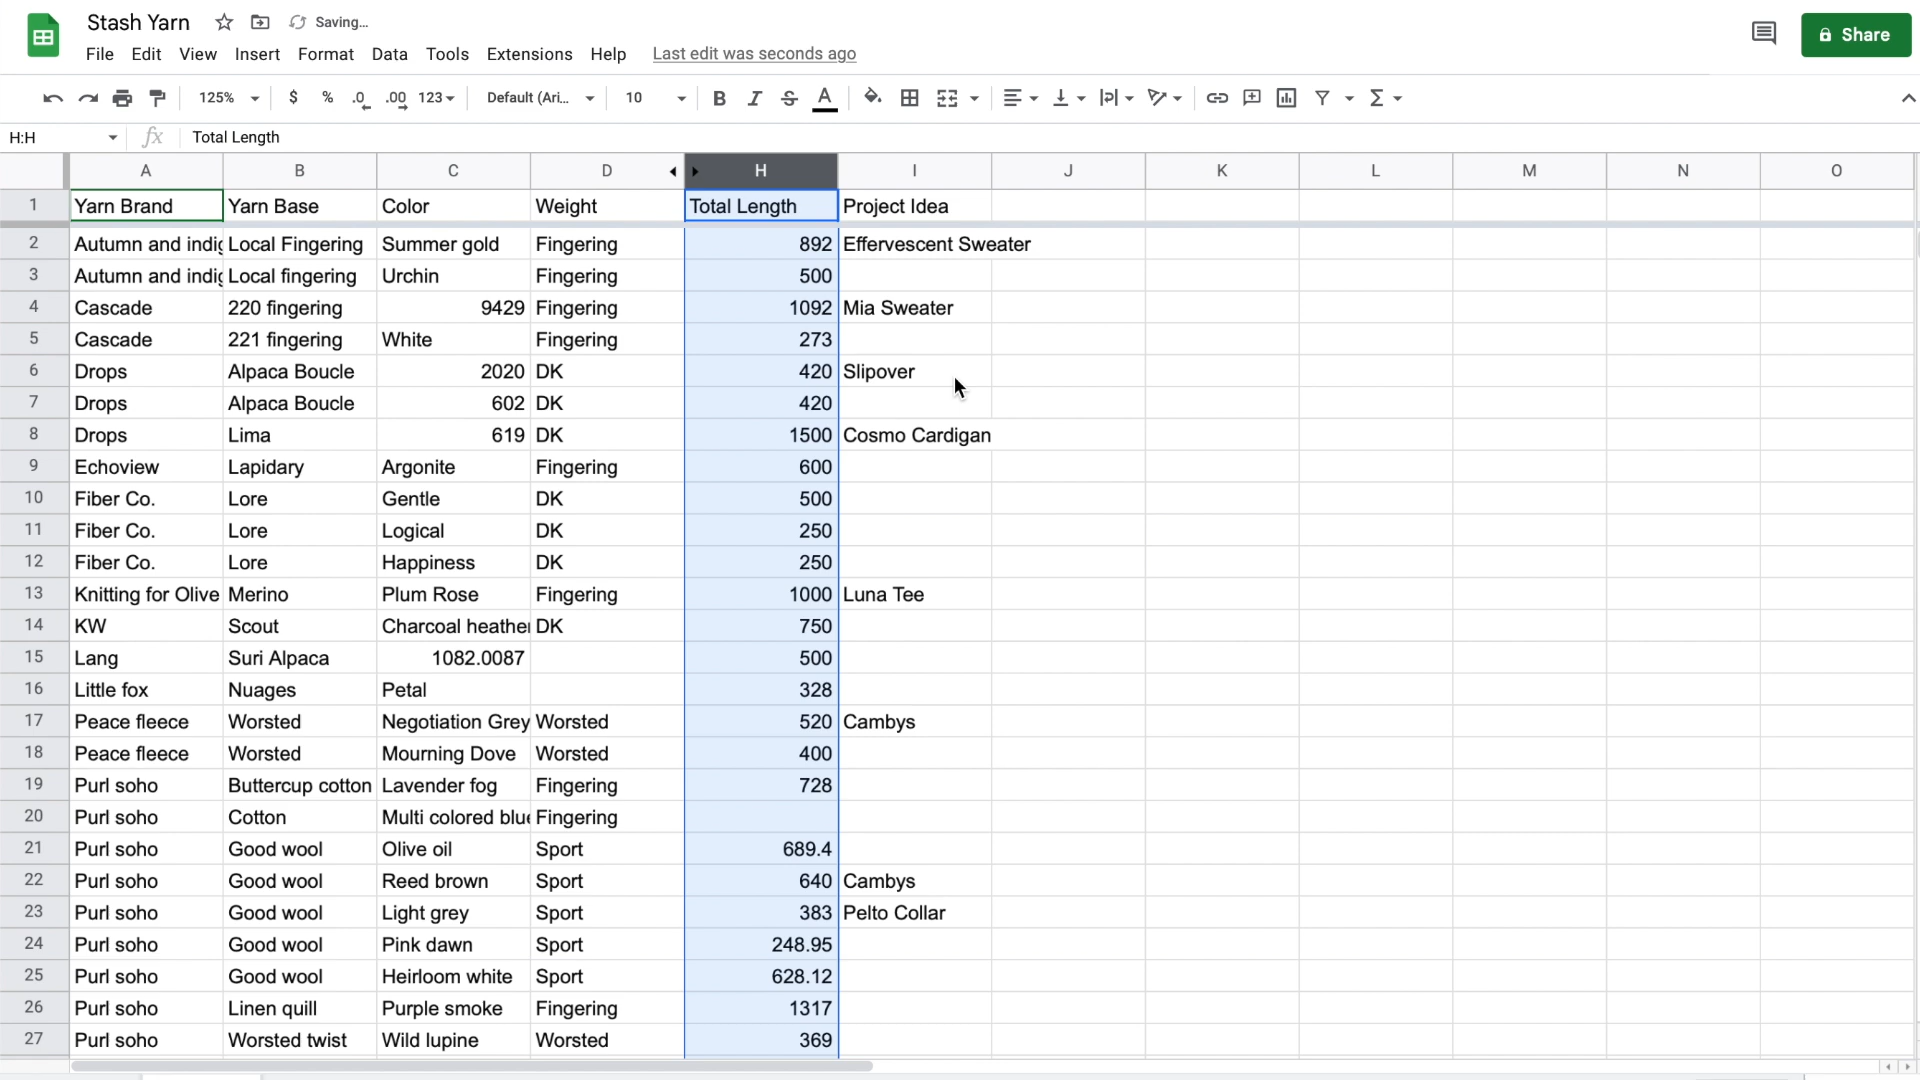 Stash Yarn Saving...
File Edit View Insert Format Data Tools Extensions Help Last edit was seconds ago Share
125% $ % .0 .00 123 Default (Ari... 10 B I S A
H:H fx Total Length
A B C D H I J K L M N O
1 Yarn Brand Yarn Base Color Weight Total Length Project Idea
2 Autumn and indig Local Fingering Summer gold Fingering 892 Effervescent Sweater
3 Autumn and indig Local fingering Urchin Fingering 500
4 Cascade 220 fingering 9429 Fingering 1092 Mia Sweater
5 Cascade 221 fingering White Fingering 273
6 Drops Alpaca Boucle 2020 DK 420 Slipover
7 Drops Alpaca Boucle 602 DK 420
8 Drops Lima 619 DK 1500 Cosmo Cardigan
9 Echoview Lapidary Argonite Fingering 600
10 Fiber Co. Lore Gentle DK 500
11 Fiber Co. Lore Logical DK 250
12 Fiber Co. Lore Happiness DK 250
13 Knitting for Olive Merino Plum Rose Fingering 1000 Luna Tee
14 KW Scout Charcoal heather DK 750
15 Lang Suri Alpaca 1082.0087 500
16 Little fox Nuages Petal 328
17 Peace fleece Worsted Negotiation Grey Worsted 520 Cambys
18 Peace fleece Worsted Mourning Dove Worsted 400
19 Purl soho Buttercup cotton Lavender fog Fingering 728
20 Purl soho Cotton Multi colored blue Fingering
21 Purl soho Good wool Olive oil Sport 689.4
22 Purl soho Good wool Reed brown Sport 640 Cambys
23 Purl soho Good wool Light grey Sport 383 Pelto Collar
24 Purl soho Good wool Pink dawn Sport 248.95
25 Purl soho Good wool Heirloom white Sport 628.12
26 Purl soho Linen quill Purple smoke Fingering 1317
27 Purl soho Worsted twist Wild lupine Worsted 369